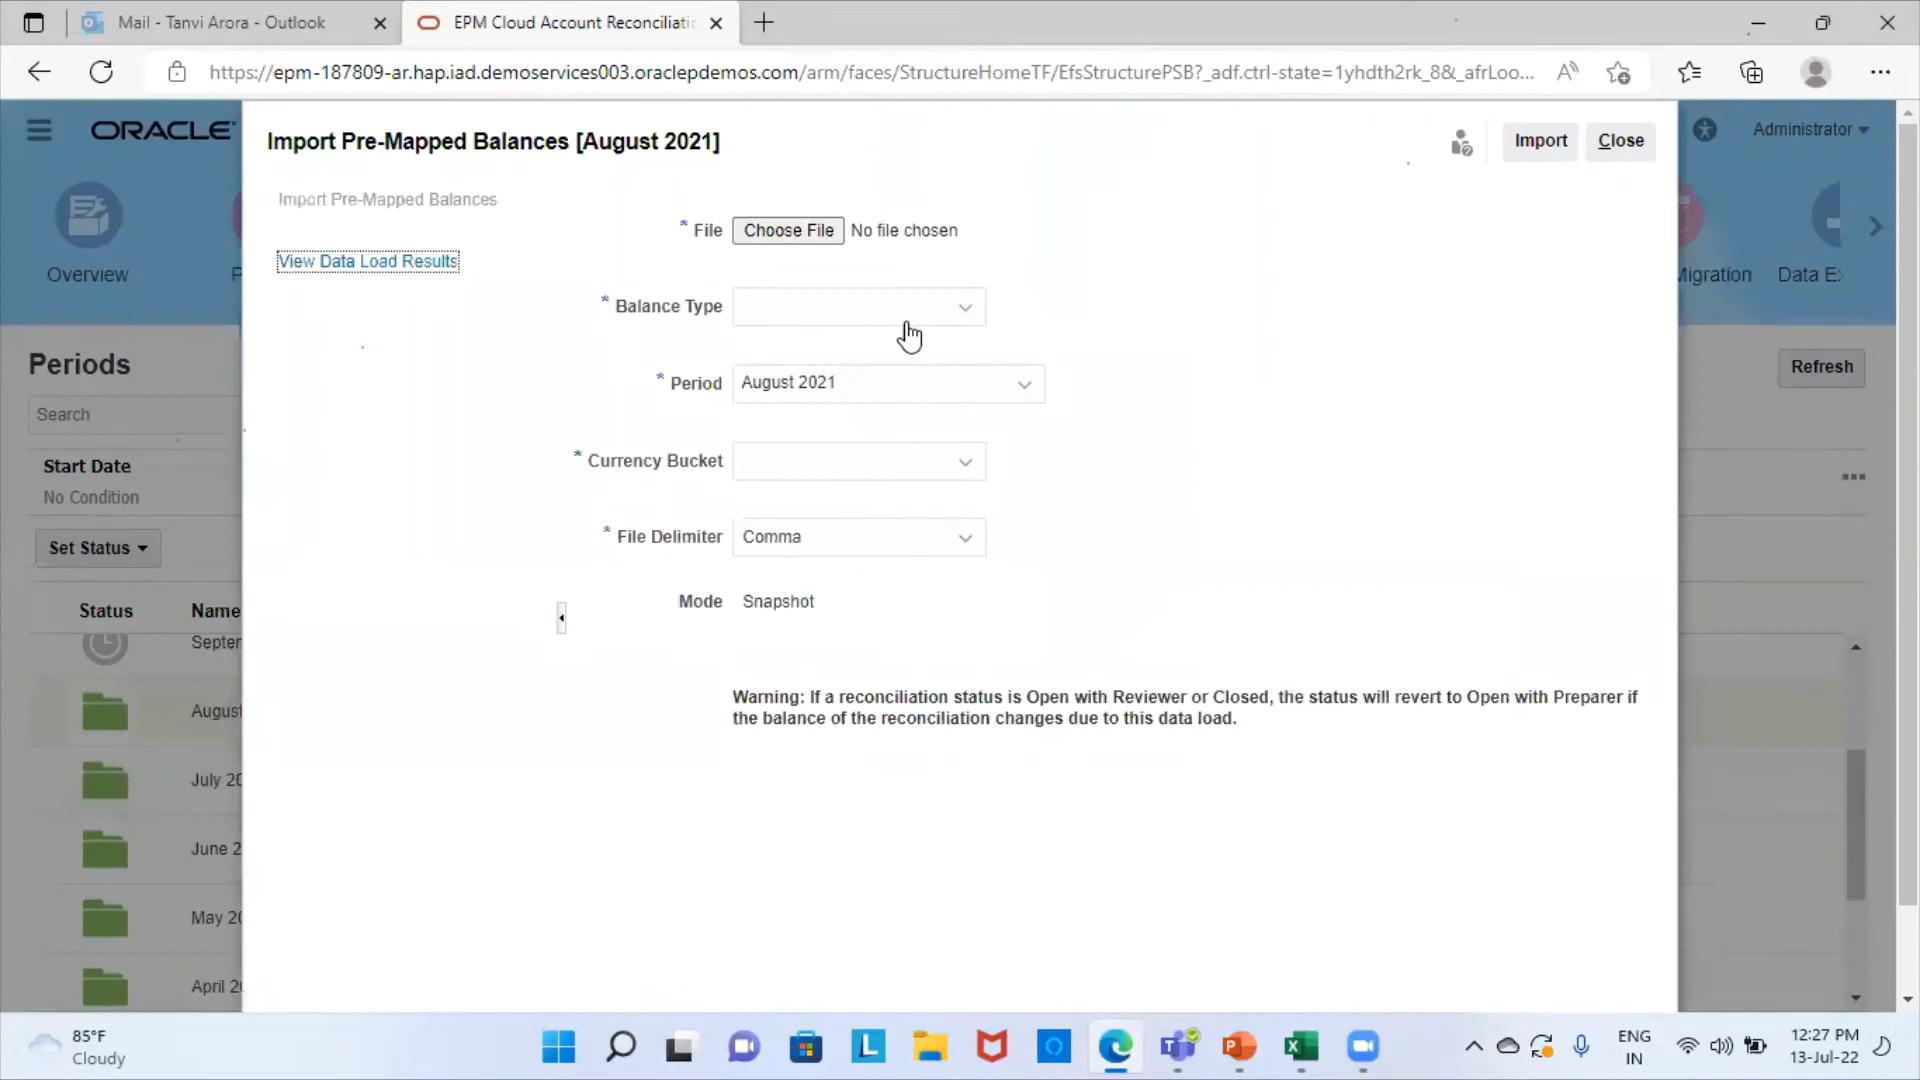 Mail - Tanvi Arora - Outlook
EPM Cloud Account Reconciliatio
https://epm-187809-ar.hap.iad.demoservices003.oraclepdemos.com/arm/faces/StructureHomeTF/EfsStructurePSB?_adf.ctrl-state=1yhdth2rk_8&_afrLoo...
ORACLE
Import Pre-Mapped Balances [August 2021]
Import
Close
Administrator
Import Pre-Mapped Balances
* File Choose File No file chosen
View Data Load Results
Overview
P
Migration
Data Ex
* Balance Type
Periods
Refresh
* Period August 2021
Search
* Currency Bucket
Start Date
No Condition
* File Delimiter Comma
Set Status
Mode Snapshot
Status Name
Septen
Warning: If a reconciliation status is Open with Reviewer or Closed, the status will revert to Open with Preparer if
the balance of the reconciliation changes due to this data load.
August
July 20
June 2
May 20
April 20
85°F
Cloudy
ENG
IN
12:27 PM
13-Jul-22